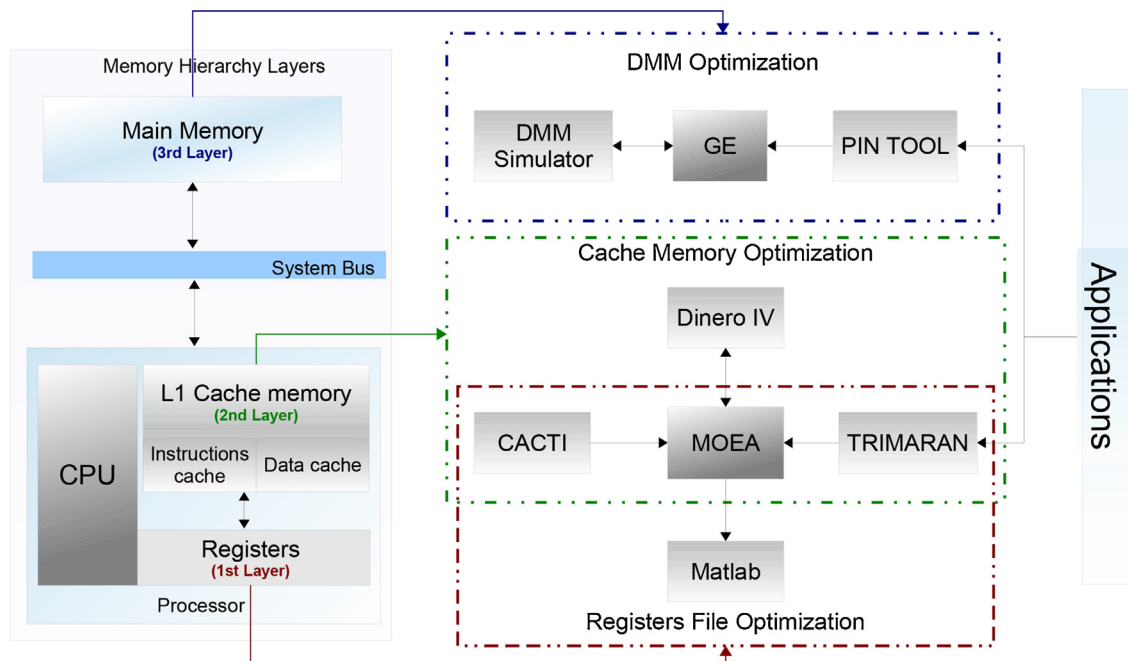 Memory Hierarchy Layers
Main Memory
(3rd Layer)
System Bus
L1 Cache memory
(2nd Layer)
CPU
Instructions
cache
Data cache
Registers
(1st Layer)
Processor
DMM Optimization
DMM
Simulator
GE
PIN TOOL
Cache Memory Optimization
Dinero IV
CACTI
MOEA
TRIMARAN
Matlab
Registers File Optimization
Applications